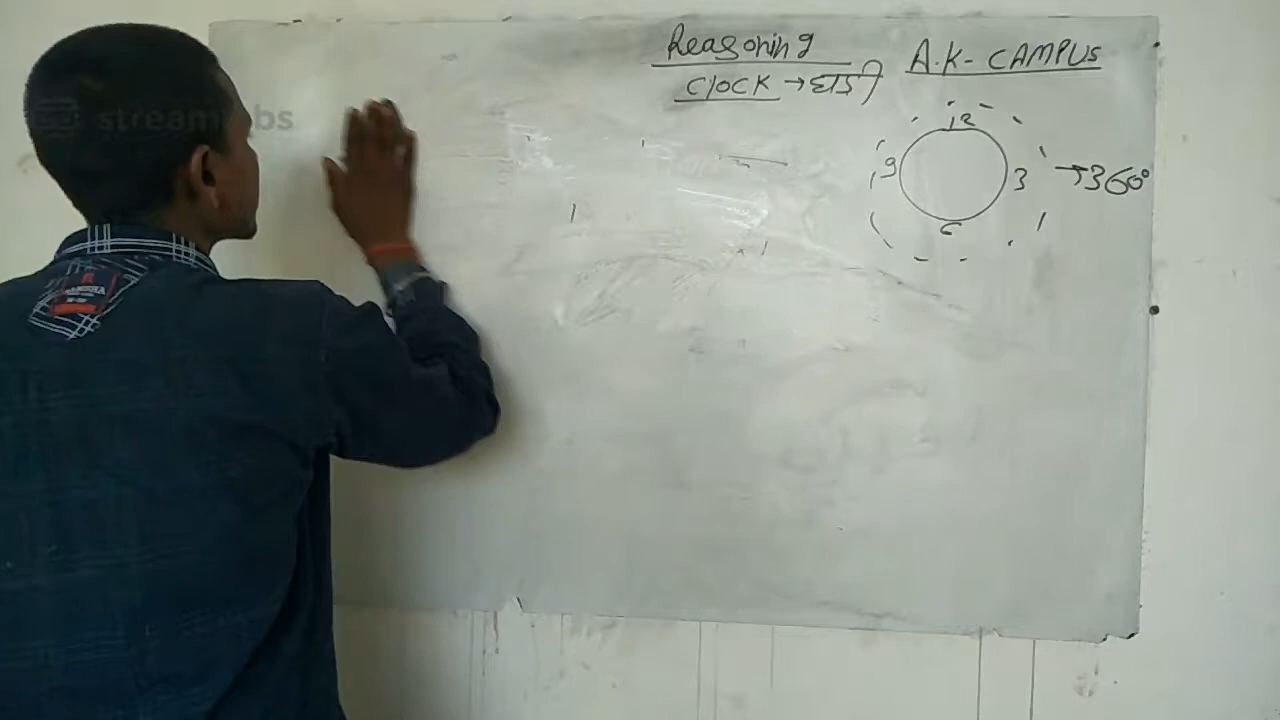 Reasoning
A.K- CAMPUS
Clock → घड़ी
12
9
3 → 360°
6
streamlabs